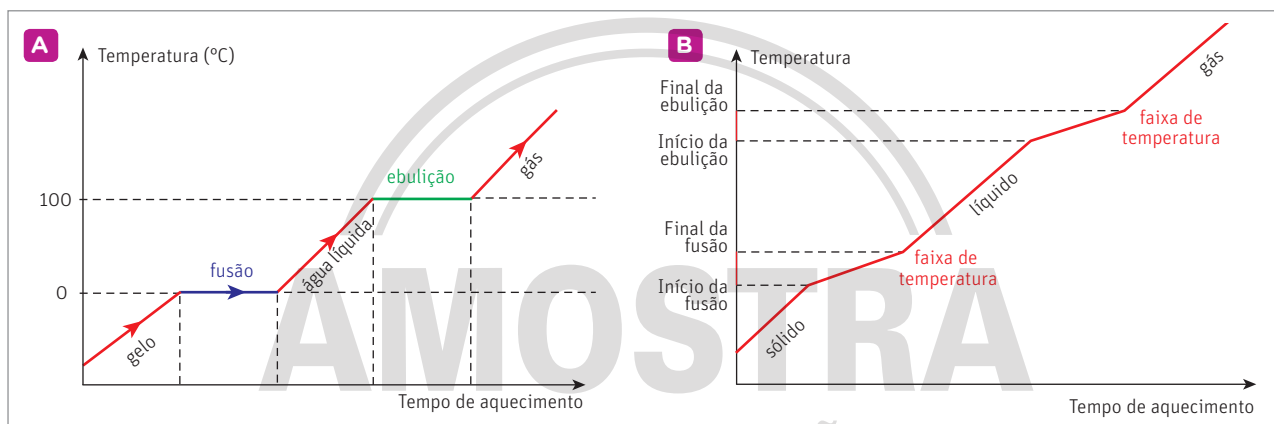 A
Temperatura (ºC)
100
0
gelo
fusão
água líquida
ebulição
gás
Tempo de aquecimento
B
Temperatura
Final da
ebulição
Início da
ebulição
Final da
fusão
Início da
fusão
sólido
faixa de
temperatura
líquido
faixa de
temperatura
gás
Tempo de aquecimento
AMOSTRA